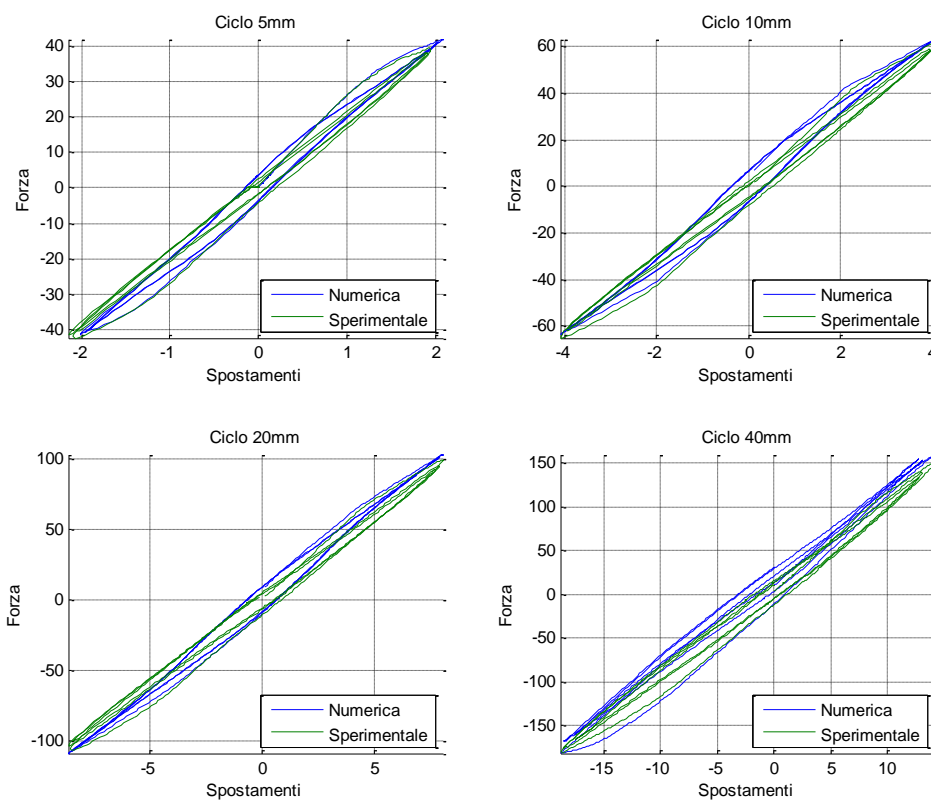 Ciclo 5mm
40
30
20
10
0
-10
-20
-30
-40
-2
-1
0
1
2
Forza
Spostamenti
Numerica
Sperimentale
Ciclo 10mm
60
40
20
0
-20
-40
-60
-4
-2
0
2
4
Forza
Spostamenti
Numerica
Sperimentale
Ciclo 20mm
100
50
0
-50
-100
-5
0
5
Forza
Spostamenti
Numerica
Sperimentale
Ciclo 40mm
150
100
50
0
-50
-100
-150
-15
-10
-5
0
5
10
Forza
Spostamenti
Numerica
Sperimentale